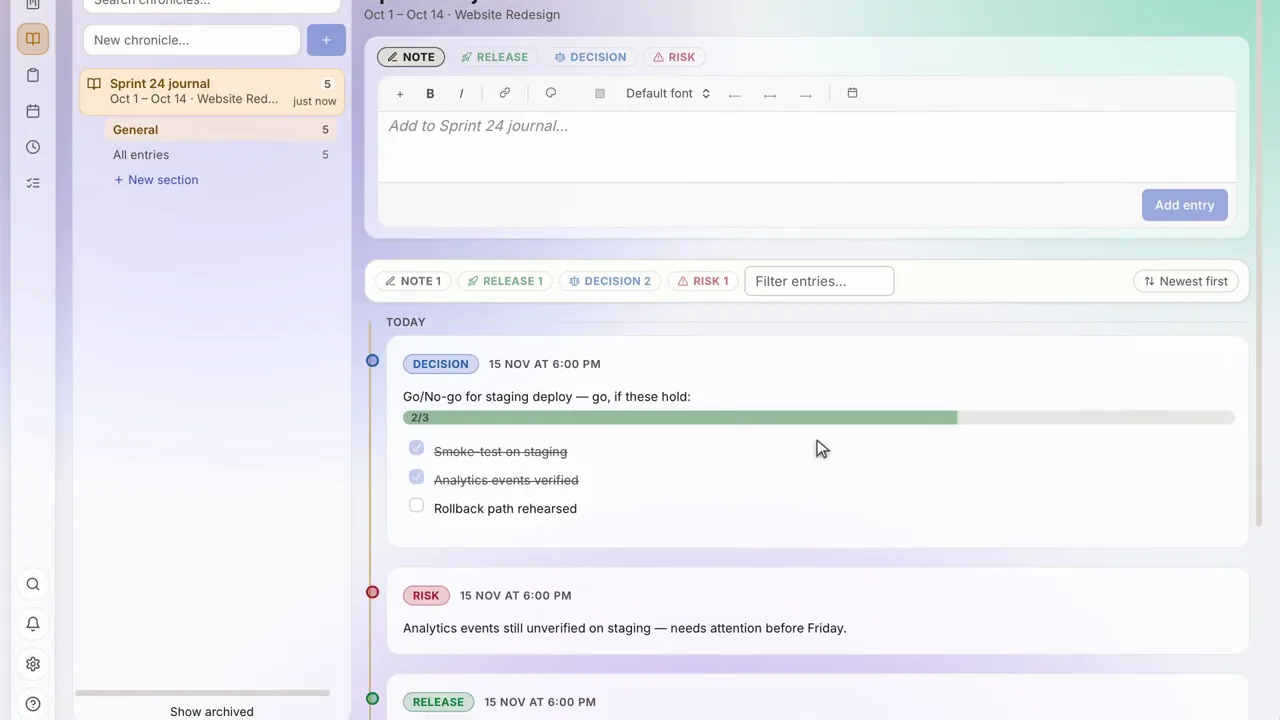 Search chronicles...
New chronicle...
+
Sprint 24 journal 5
Oct 1 – Oct 14 · Website Red... just now
General 5
All entries 5
+ New section
Show archived
Oct 1 – Oct 14 · Website Redesign
NOTE RELEASE DECISION RISK
+ B I Default font
Add to Sprint 24 journal...
Add entry
NOTE 1 RELEASE 1 DECISION 2 RISK 1 Filter entries... Newest first
TODAY
DECISION 15 NOV AT 6:00 PM
Go/No-go for staging deploy — go, if these hold:
2/3
Smoke-test on staging
Analytics events verified
Rollback path rehearsed
RISK 15 NOV AT 6:00 PM
Analytics events still unverified on staging — needs attention before Friday.
RELEASE 15 NOV AT 6:00 PM